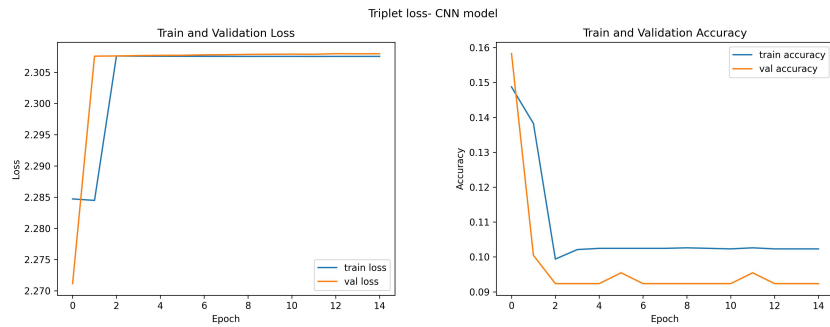 Triplet loss- CNN model
Train and Validation Loss
2.305
2.300
2.295
2.290
2.285
2.280
2.275
2.270
Loss
0 2 4 6 8 10 12 14
Epoch
train loss
val loss
Train and Validation Accuracy
0.16
0.15
0.14
0.13
0.12
0.11
0.10
0.09
Accuracy
0 2 4 6 8 10 12 14
Epoch
train accuracy
val accuracy